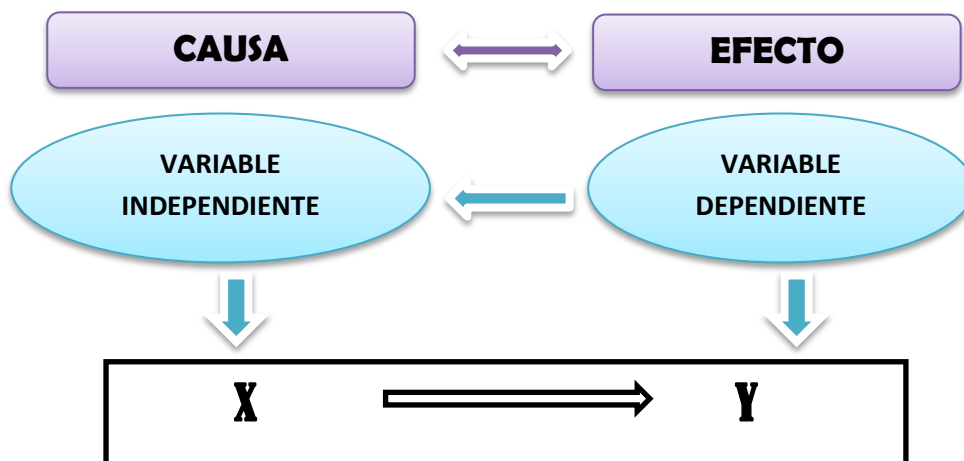 CAUSA
EFECTO
VARIABLE
INDEPENDIENTE
VARIABLE
DEPENDIENTE
X
Y